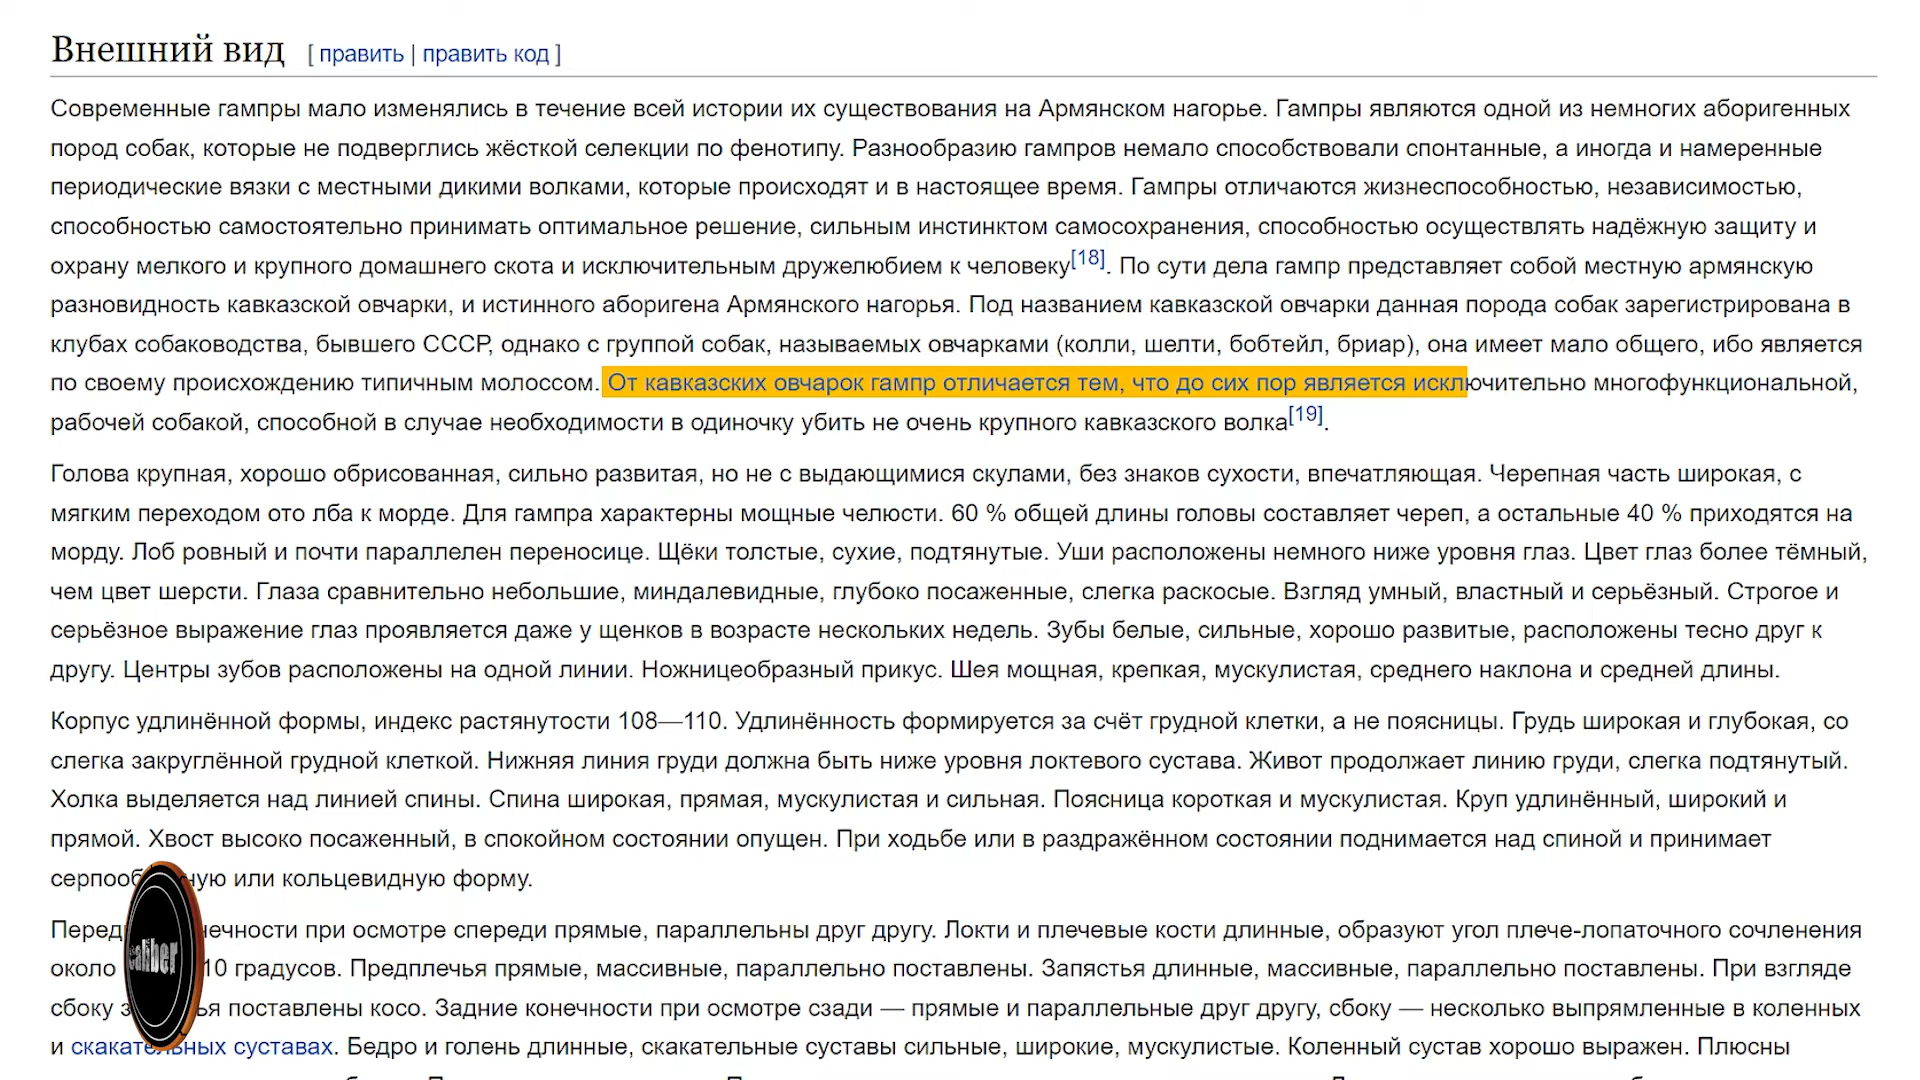 Внешний вид [ править | править код ]
Современные гампры мало изменялись в течение всей истории их существования на Армянском нагорье. Гампры являются одной из немногих аборигенных
пород собак, которые не подверглись жёсткой селекции по фенотипу. Разнообразию гампров немало способствовали спонтанные, а иногда и намеренные
периодические вязки с местными дикими волками, которые происходят и в настоящее время. Гампры отличаются жизнеспособностью, независимостью,
способностью самостоятельно принимать оптимальное решение, сильным инстинктом самосохранения, способностью осуществлять надёжную защиту и
охрану мелкого и крупного домашнего скота и исключительным дружелюбием к человеку[18]. По сути дела гампр представляет собой местную армянскую
разновидность кавказской овчарки, и истинного аборигена Армянского нагорья. Под названием кавказской овчарки данная порода собак зарегистрирована в
клубах собаководства, бывшего СССР, однако с группой собак, называемых овчарками (колли, шелти, бобтейл, бриар), она имеет мало общего, ибо является
по своему происхождению типичным молоссом. От кавказских овчарок гампр отличается тем, что до сих пор является исключительно многофункциональной,
рабочей собакой, способной в случае необходимости в одиночку убить не очень крупного кавказского волка[19].
Голова крупная, хорошо обрисованная, сильно развитая, но не с выдающимися скулами, без знаков сухости, впечатляющая. Черепная часть широкая, с
мягким переходом ото лба к морде. Для гампра характерны мощные челюсти. 60 % общей длины головы составляет череп, а остальные 40 % приходятся на
морду. Лоб ровный и почти параллелен переносице. Щёки толстые, сухие, подтянутые. Уши расположены немного ниже уровня глаз. Цвет глаз более тёмный,
чем цвет шерсти. Глаза сравнительно небольшие, миндалевидные, глубоко посаженные, слегка раскосые. Взгляд умный, властный и серьёзный. Строгое и
серьёзное выражение глаз проявляется даже у щенков в возрасте нескольких недель. Зубы белые, сильные, хорошо развитые, расположены тесно друг к
другу. Центры зубов расположены на одной линии. Ножницеобразный прикус. Шея мощная, крепкая, мускулистая, среднего наклона и средней длины.
Корпус удлинённой формы, индекс растянутости 108—110. Удлинённость формируется за счёт грудной клетки, а не поясницы. Грудь широкая и глубокая, со
слегка закруглённой грудной клеткой. Нижняя линия груди должна быть ниже уровня локтевого сустава. Живот продолжает линию груди, слегка подтянутый.
Холка выделяется над линией спины. Спина широкая, прямая, мускулистая и сильная. Поясница короткая и мускулистая. Круп удлинённый, широкий и
прямой. Хвост высоко посаженный, в спокойном состоянии опущен. При ходьбе или в раздражённом состоянии поднимается над спиной и принимает
или кольцевидную форму.
при осмотре спереди прямые, параллельны друг другу. Локти и плечевые кости длинные, образуют угол плече-лопаточного сочленения
около градусов. Предплечья прямые, массивные, параллельно поставлены. Запястья длинные, массивные, параллельно поставлены. При взгляде
сбоку поставлены косо. Задние конечности при осмотре сзади — прямые и параллельные друг другу, сбоку — несколько выпрямленные в коленных
и скакательных суставах. Бедро и голень длинные, скакательные суставы сильные, широкие, мускулистые. Коленный сустав хорошо выражен. Плюсны
caliber